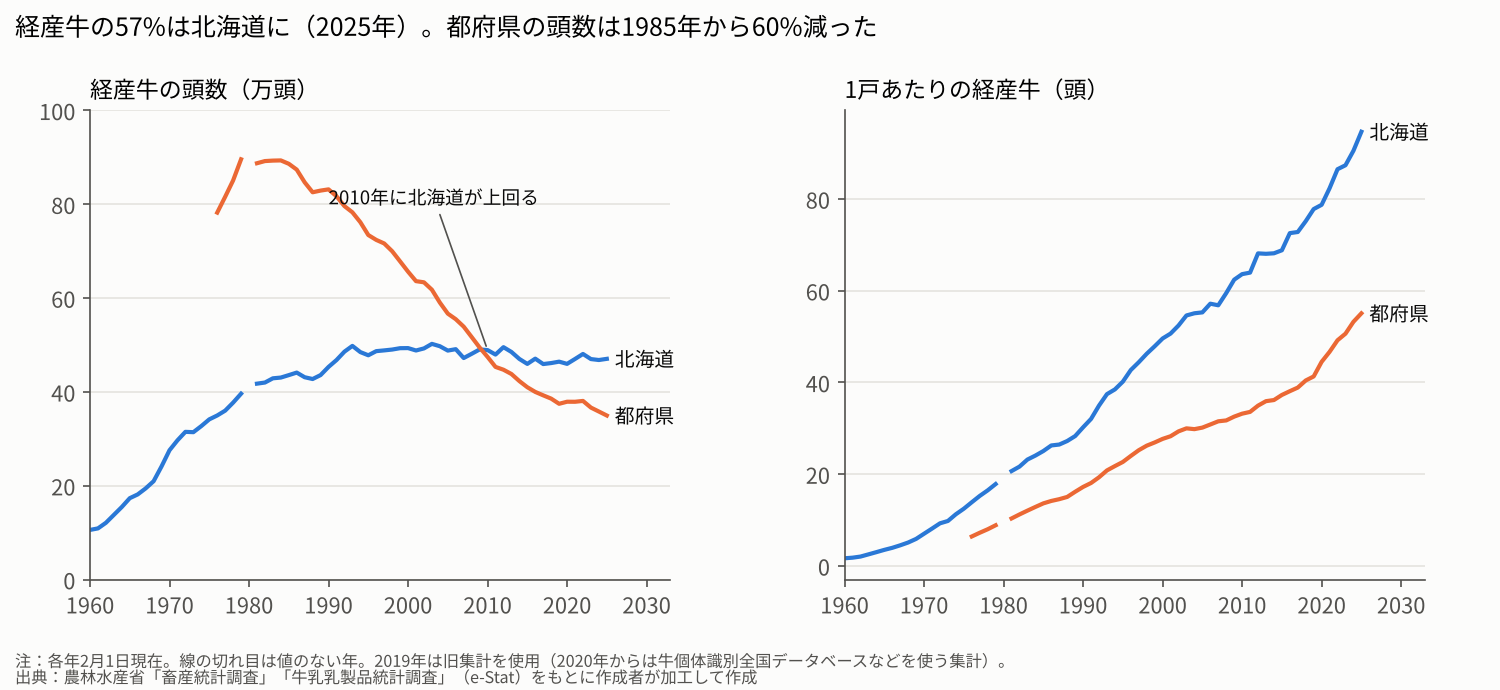 経産牛の57%は北海道に（2025年）。都府県の頭数は1985年から60%減った
経産牛の頭数（万頭）
100
80
60
40
20
0
1960 1970 1980 1990 2000 2010 2020 2030
2010年に北海道が上回る
北海道
都府県
1戸あたりの経産牛（頭）
80
60
40
20
0
1960 1970 1980 1990 2000 2010 2020 2030
北海道
都府県
注：各年2月1日現在。線の切れ目は値のない年。2019年は旧集計を使用（2020年からは牛個体識別全国データベースなどを使う集計）。
出典：農林水産省「畜産統計調査」「牛乳乳製品統計調査」（e-Stat）をもとに作成者が加工して作成